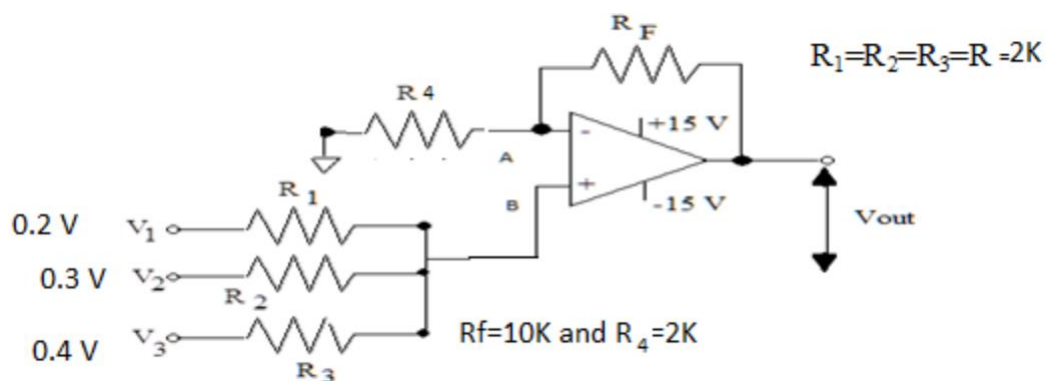 R F
R₁=R₂=R₃=R =2K
R 4
+15 V
-
A
+
B
-15 V
Vout
R 1
0.2 V V₁
0.3 V V₂
R 2
0.4 V V₃
R 3
Rf=10K and R₄=2K